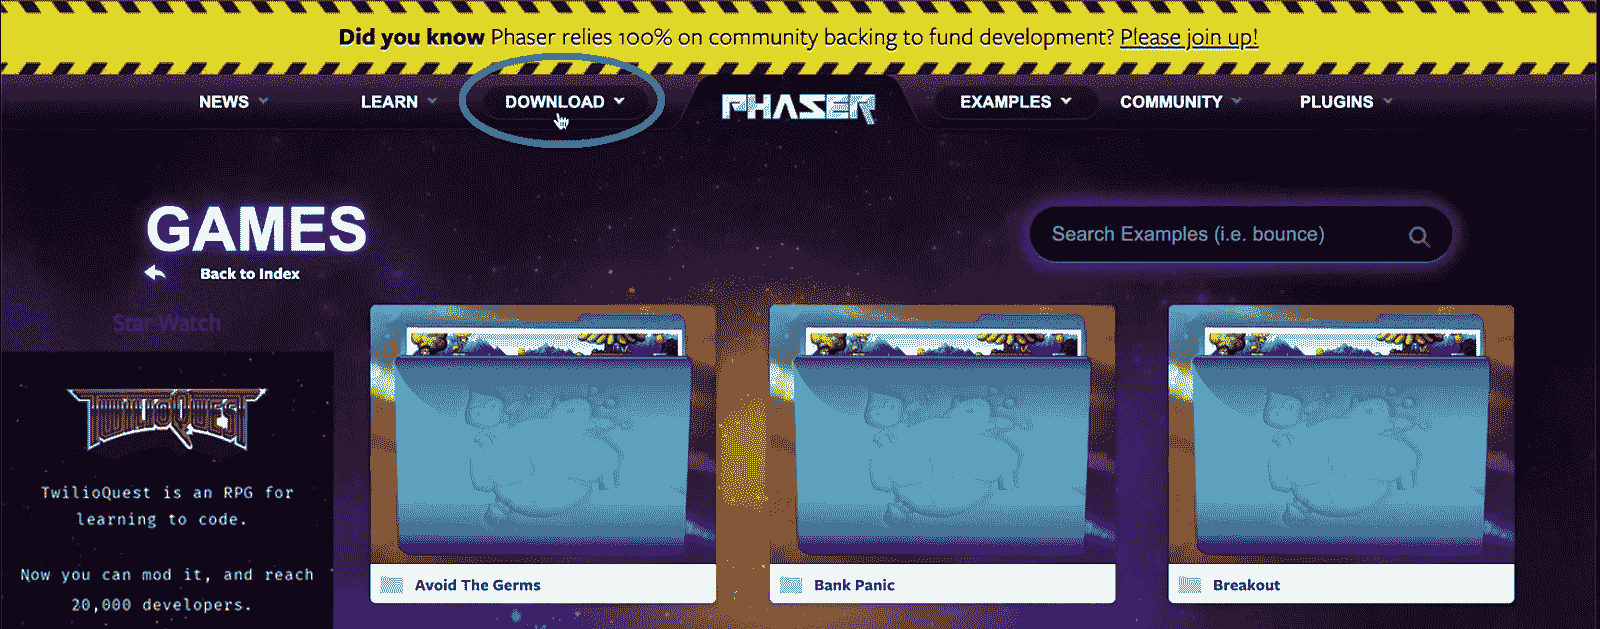 Did you know Phaser relies 100% on community backing to fund development? Please join up!
NEWS LEARN DOWNLOAD PHASER EXAMPLES COMMUNITY PLUGINS
GAMES
Search Examples (i.e. bounce)
Back to Index
Star Watch
TWILIOQUEST
TwilioQuest is an RPG for
learning to code.
Now you can mod it, and reach
20,000 developers.
Avoid The Germs
Bank Panic
Breakout